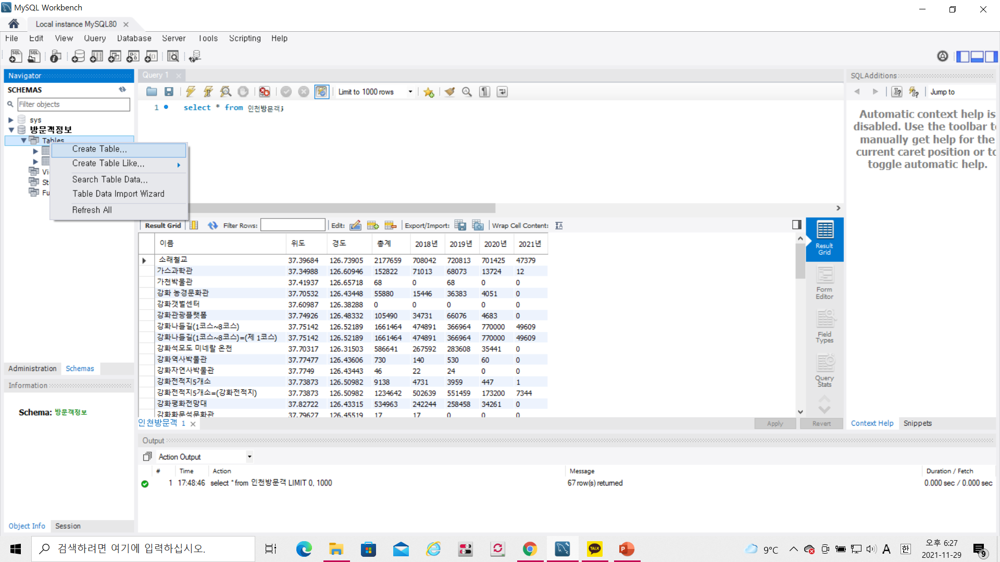 MySQL Workbench
Local instance MySQL80
File Edit View Query Database Server Tools Scripting Help
Navigator
SCHEMAS
Filter objects
sys
방문객정보
Tables
Create Table...
Create Table Like...
Search Table Data...
Table Data Import Wizard
Refresh All
Vi
St
Fu
Administration Schemas
Information
Schema: 방문객정보
Object Info Session
Query 1
Limit to 1000 rows
1 select * from 인천방문객;
Result Grid Filter Rows: Edit: Export/Import: Wrap Cell Content:
이름 위도 경도 총계 2018년 2019년 2020년 2021년
소래철교 37.39684 126.73905 2177659 708042 720813 701425 47379
가스과학관 37.34988 126.60946 152822 71013 68073 13724 12
가천박물관 37.41937 126.65718 68 0 68 0 0
강화 농경문화관 37.70532 126.43448 55880 15446 36383 4051 0
강화갯벌센터 37.60987 126.38288 0 0 0 0 0
강화관광플랫폼 37.74926 126.48332 105490 34731 66076 4683 0
강화나들길(1코스~8코스) 37.75142 126.52189 1661464 474891 366964 770000 49609
강화나들길(1코스~8코스)=(제 1코스) 37.75142 126.52189 1661464 474891 366964 770000 49609
강화석모도 미네랄 온천 37.70317 126.31503 586641 267592 283608 35441 0
강화역사박물관 37.77477 126.43606 730 140 530 60 0
강화자연사박물관 37.7749 126.43443 46 22 24 0 0
강화전적지5개소 37.73873 126.50982 9138 4731 3959 447 1
강화전적지5개소=(강화전적지) 37.73873 126.50982 1234642 502639 551459 173200 7344
강화평화전망대 37.82722 126.43315 534963 242244 258458 34261 0
강화화문석문화관 37.79627 126.45519 17 17 0 0 0
인천방문객 1
Apply Revert
Result
Grid
Form
Editor
Field
Types
Query
Stats
SQLAdditions
Jump to
Automatic context help is
disabled. Use the toolbar t
manually get help for the
current caret position or to
toggle automatic help.
Context Help Snippets
Output
Action Output
# Time Action Message Duration / Fetch
1 17:48:46 select * from 인천방문객 LIMIT 0, 1000 67 row(s) returned 0.000 sec / 0.000 sec
검색하려면 여기에 입력하십시오.
TALK
9°C
A
한
오후 6:27
2021-11-29
9